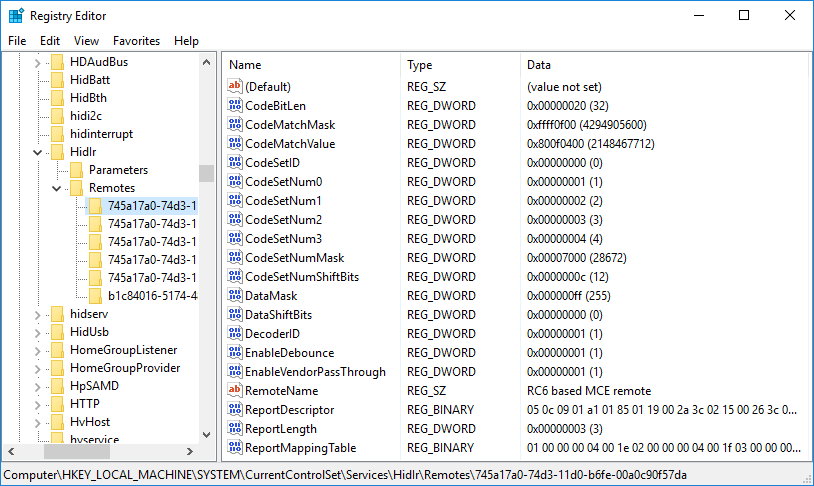 Registry Editor
File Edit View Favorites Help
HDAudBus
HidBatt
HidBth
hidi2c
hidinterrupt
HidIr
Parameters
Remotes
745a17a0-74d3-1
745a17a0-74d3-1
745a17a0-74d3-1
745a17a0-74d3-1
745a17a0-74d3-1
b1c84016-5174-4
hidserv
HidUsb
HomeGroupListener
HomeGroupProvider
HpSAMD
HTTP
HvHost
hvservice
Name Type Data
(Default) REG_SZ (value not set)
CodeBitLen REG_DWORD 0x00000020 (32)
CodeMatchMask REG_DWORD 0xffff0f00 (4294905600)
CodeMatchValue REG_DWORD 0x800f0400 (2148467712)
CodeSetID REG_DWORD 0x00000000 (0)
CodeSetNum0 REG_DWORD 0x00000001 (1)
CodeSetNum1 REG_DWORD 0x00000002 (2)
CodeSetNum2 REG_DWORD 0x00000003 (3)
CodeSetNum3 REG_DWORD 0x00000004 (4)
CodeSetNumMask REG_DWORD 0x00007000 (28672)
CodeSetNumShiftBits REG_DWORD 0x0000000c (12)
DataMask REG_DWORD 0x000000ff (255)
DataShiftBits REG_DWORD 0x00000000 (0)
DecoderID REG_DWORD 0x00000001 (1)
EnableDebounce REG_DWORD 0x00000001 (1)
EnableVendorPassThrough REG_DWORD 0x00000001 (1)
RemoteName REG_SZ RC6 based MCE remote
ReportDescriptor REG_BINARY 05 0c 09 01 a1 01 85 01 19 00 2a 3c 02 15 00 26 3c 0...
ReportLength REG_DWORD 0x00000003 (3)
ReportMappingTable REG_BINARY 01 00 00 00 04 00 1e 02 00 00 00 04 00 1f 03 00 00 00...
Computer\HKEY_LOCAL_MACHINE\SYSTEM\CurrentControlSet\Services\HidIr\Remotes\745a17a0-74d3-11d0-b6fe-00a0c90f57da